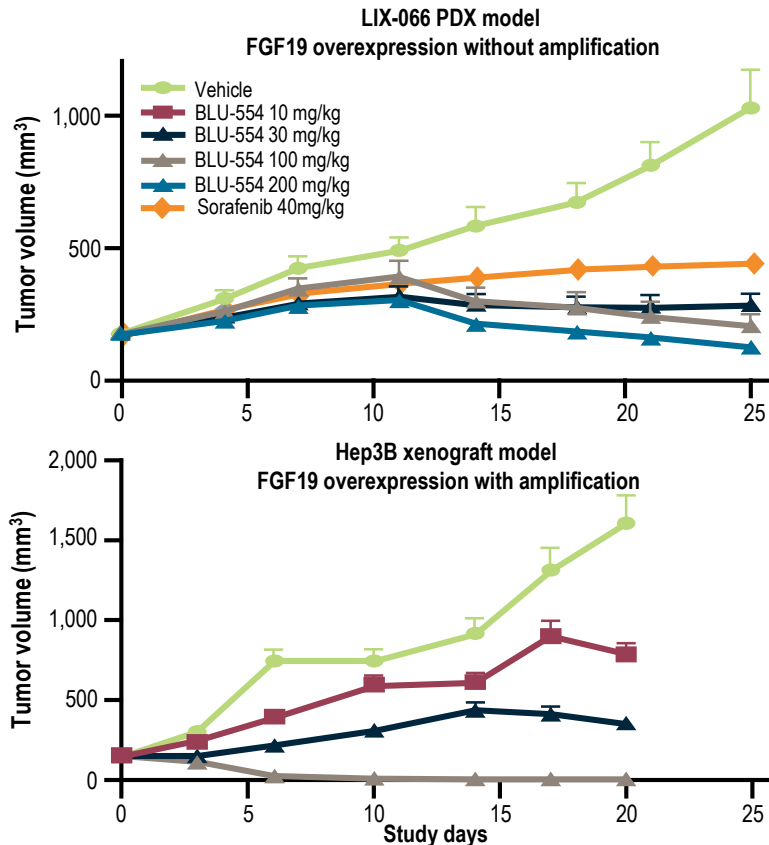 LIX-066 PDX model
FGF19 overexpression without amplification
Tumor volume (mm³)
1,000
500
0
Vehicle
BLU-554 10 mg/kg
BLU-554 30 mg/kg
BLU-554 100 mg/kg
BLU-554 200 mg/kg
Sorafenib 40mg/kg
0 5 10 15 20 25
Hep3B xenograft model
FGF19 overexpression with amplification
Tumor volume (mm³)
2,000
1,500
1,000
500
0
0 5 10 15 20 25
Study days